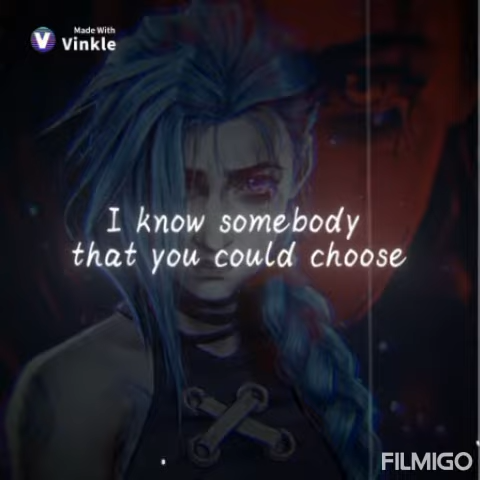 Made With
Vinkle
I know somebody
that you could choose
FILMIGO